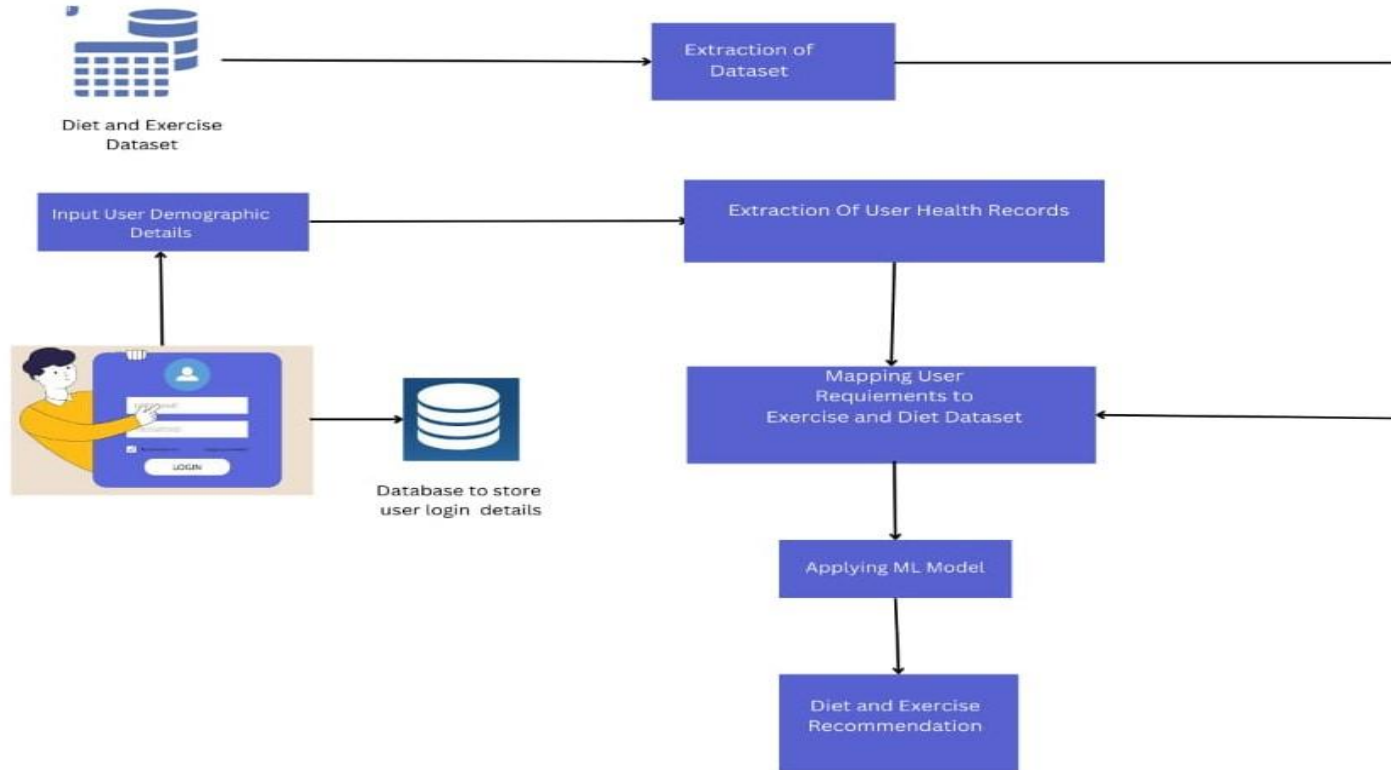 Extraction of
Dataset
Diet and Exercise
Dataset
Input User Demographic
Details
Extraction Of User Health Records
Mapping User
Requiements to
Exercise and Diet Dataset
LOGIN
Database to store
user login details
Applying ML Model
Diet and Exercise
Recommendation